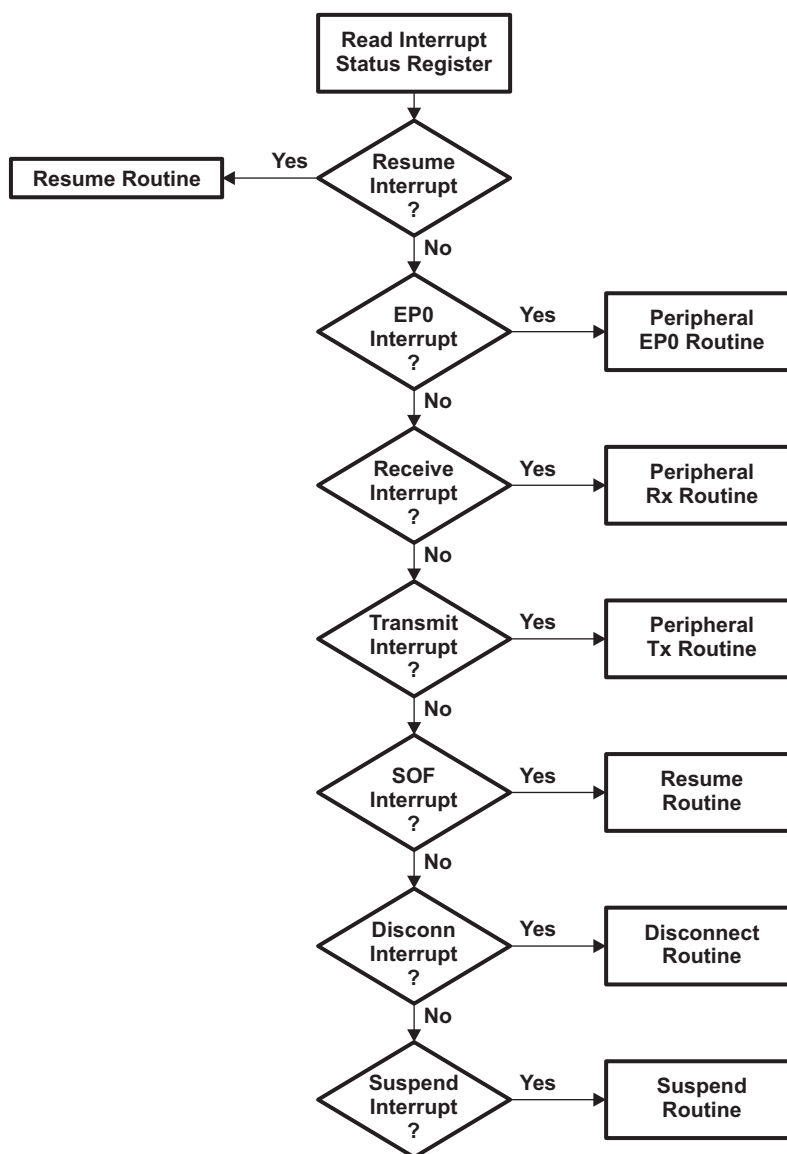 Read Interrupt
Status Register
Resume
Interrupt
?
Yes
Resume Routine
No
EP0
Interrupt
?
Yes
Peripheral
EP0 Routine
No
Receive
Interrupt
?
Yes
Peripheral
Rx Routine
No
Transmit
Interrupt
?
Yes
Peripheral
Tx Routine
No
SOF
Interrupt
?
Yes
Resume
Routine
No
Disconn
Interrupt
?
Yes
Disconnect
Routine
No
Suspend
Interrupt
?
Yes
Suspend
Routine